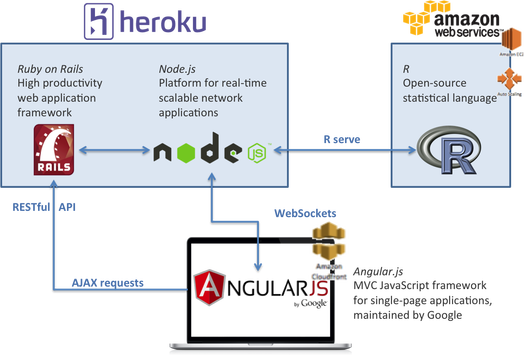 heroku
amazon
webservices™
Amazon EC2
Auto Scaling
Ruby on Rails
High productivity
web application
framework
Node.js
Platform for real-time
scalable network
applications
R
Open-source
statistical language
RAILS
node
JS
R serve
R
RESTful API
WebSockets
AJAX requests
Amazon
Cloudfront
ANGULARJS
by Google
Angular.js
MVC JavaScript framework
for single-page applications,
maintained by Google